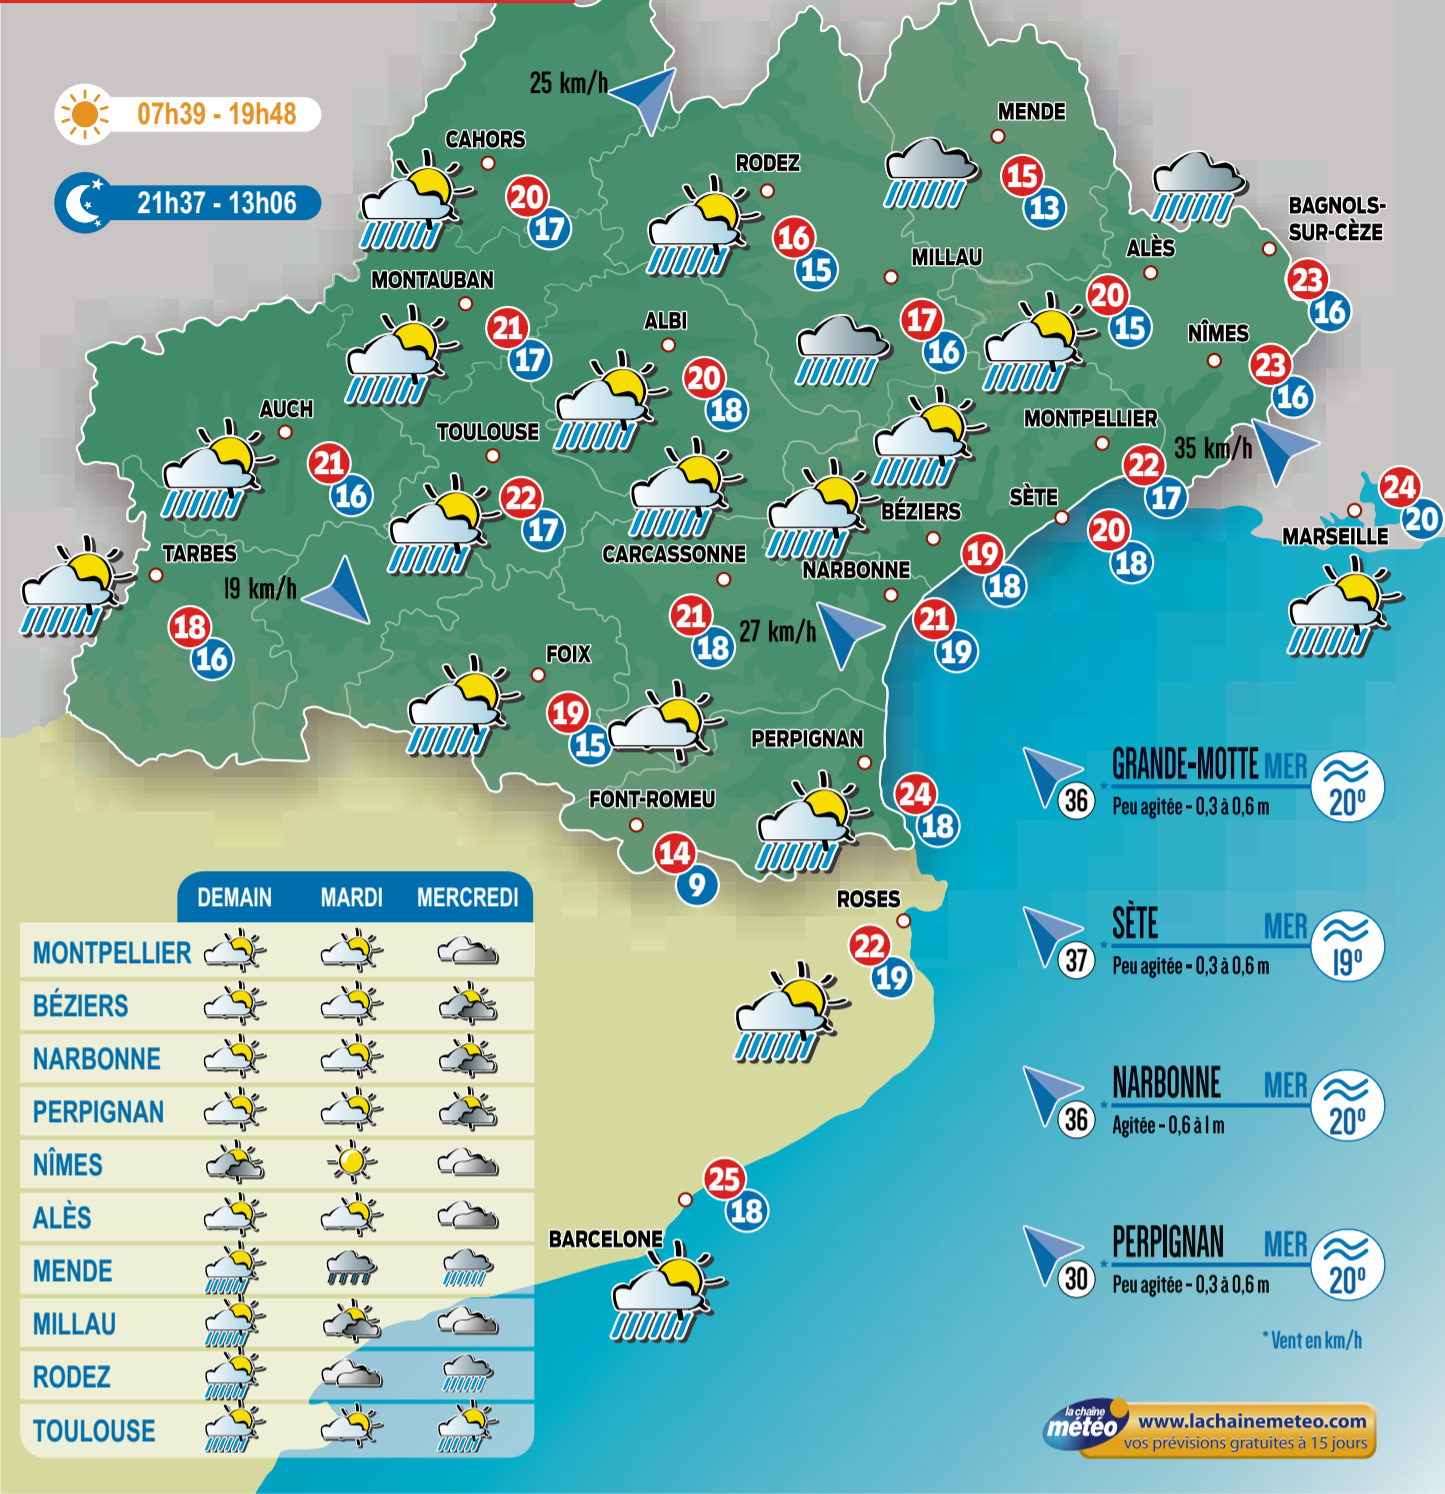 07h39 - 19h48
21h37 - 13h06
25 km/h
CAHORS
20
17
RODEZ
16
15
MENDE
15
13
BAGNOLS-
SUR-CÈZE
23
16
MONTAUBAN
21
17
ALBI
20
18
MILLAU
17
16
ALÈS
20
15
NÎMES
23
16
AUCH
21
16
TOULOUSE
22
17
MONTPELLIER
22
17
35 km/h
TARBES
18
16
19 km/h
CARCASSONNE
21
18
BÉZIERS
19
18
SÈTE
20
18
MARSEILLE
24
20
NARBONNE
21
19
27 km/h
FOIX
19
15
PERPIGNAN
24
18
FONT-ROMEU
14
9
ROSES
22
19
BARCELONE
25
18
DEMAIN MARDI MERCREDI
MONTPELLIER
BÉZIERS
NARBONNE
PERPIGNAN
NÎMES
ALÈS
MENDE
MILLAU
RODEZ
TOULOUSE
GRANDE-MOTTE MER
36 * Peu agitée - 0,3 à 0,6 m
20º
SÈTE MER
37 * Peu agitée - 0,3 à 0,6 m
19º
NARBONNE MER
36 * Agitée - 0,6 à 1 m
20º
PERPIGNAN MER
30 * Peu agitée - 0,3 à 0,6 m
20º
* Vent en km/h
la chaîne
météo
www.lachainemeteo.com
vos prévisions gratuites à 15 jours